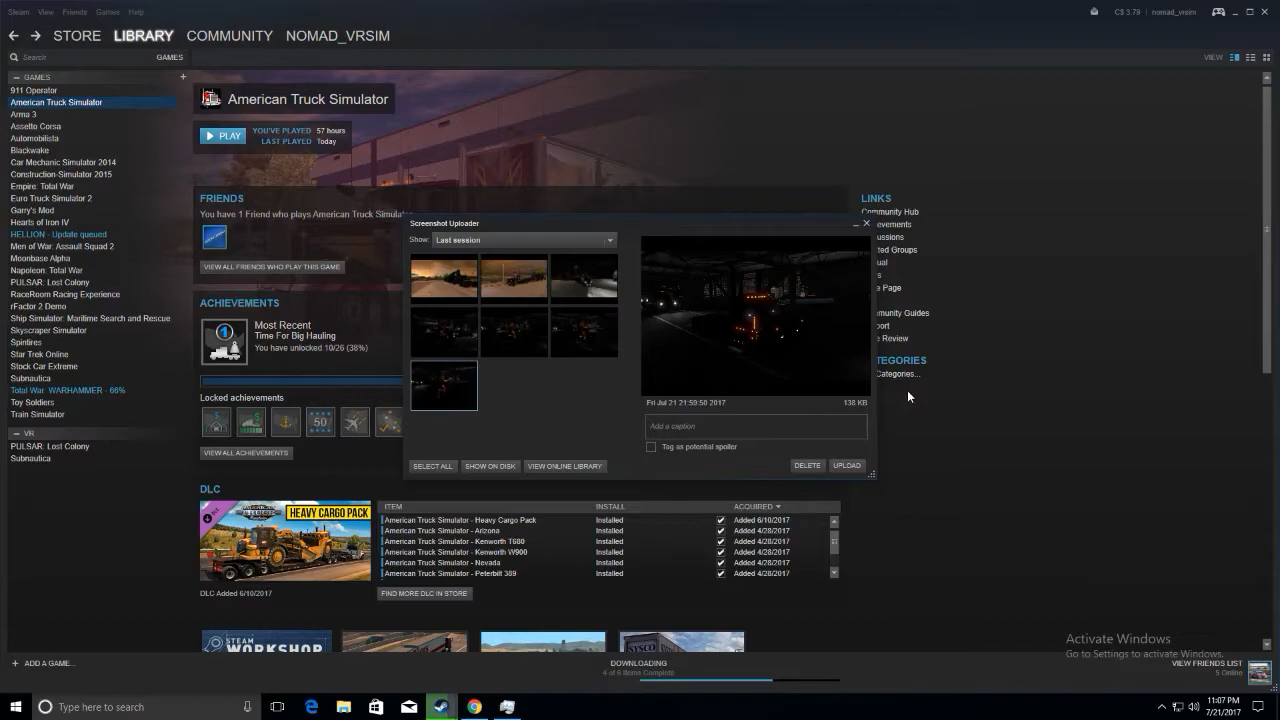 Steam View Friends Games Help
C$ 3.78 nomad_vrsim
STORE LIBRARY COMMUNITY NOMAD_VRSIM
Search GAMES VIEW
GAMES
911 Operator
American Truck Simulator
Arma 3
Assetto Corsa
Automobilista
Blackwake
Car Mechanic Simulator 2014
Construction-Simulator 2015
Empire: Total War
Euro Truck Simulator 2
Garry's Mod
Hearts of Iron IV
HELLION - Update queued
Men of War: Assault Squad 2
Moonbase Alpha
Napoleon: Total War
PULSAR: Lost Colony
RaceRoom Racing Experience
rFactor 2 Demo
Ship Simulator: Maritime Search and Rescue
Skyscraper Simulator
Spintires
Star Trek Online
Stock Car Extreme
Subnautica
Total War: WARHAMMER - 66%
Toy Soldiers
Train Simulator
VR
PULSAR: Lost Colony
Subnautica
American Truck Simulator
PLAY
YOU'VE PLAYED 57 hours
LAST PLAYED Today
FRIENDS
You have 1 Friend who plays American Truck Simulator
VIEW ALL FRIENDS WHO PLAY THIS GAME
ACHIEVEMENTS
Most Recent
Time For Big Hauling
You have unlocked 10/26 (38%)
Locked achievements
50
VIEW ALL ACHIEVEMENTS
Screenshot Uploader
Show: Last session
Fri Jul 21 21:59:50 2017 138 KB
Add a caption
Tag as potential spoiler
SELECT ALL SHOW ON DISK VIEW ONLINE LIBRARY DELETE UPLOAD
LINKS
Community Hub
evements
ussions
ted Groups
ual
s
e Page
munity Guides
port
e Review
TEGORIES
Categories...
DLC
HEAVY CARGO PACK
DLC Added 6/10/2017
ITEM INSTALL ACQUIRED
American Truck Simulator - Heavy Cargo Pack Installed Added 6/10/2017
American Truck Simulator - Arizona Installed Added 4/28/2017
American Truck Simulator - Kenworth T680 Installed Added 4/28/2017
American Truck Simulator - Kenworth W900 Installed Added 4/28/2017
American Truck Simulator - Nevada Installed Added 4/28/2017
American Truck Simulator - Peterbilt 389 Installed Added 4/28/2017
FIND MORE DLC IN STORE
STEAM
WORKSHOP
SYSCO
Activate Windows
Go to Settings to activate Windows.
ADD A GAME...
DOWNLOADING
4 of 6 Items Complete
VIEW FRIENDS LIST
5 Online
Type here to search
11:07 PM
7/21/2017